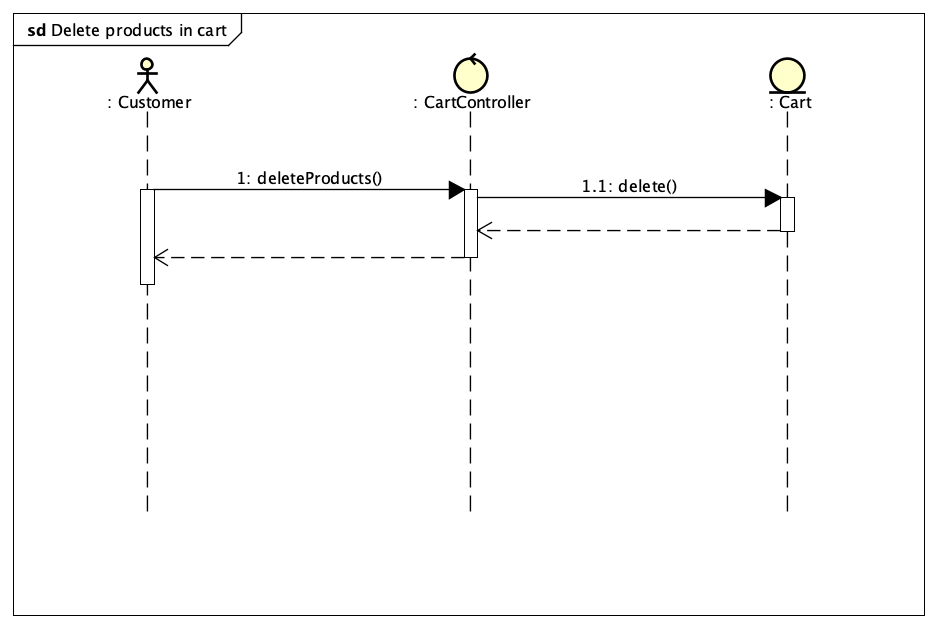 sd Delete products in cart
: Customer
: CartController
: Cart
1: deleteProducts()
1.1: delete()